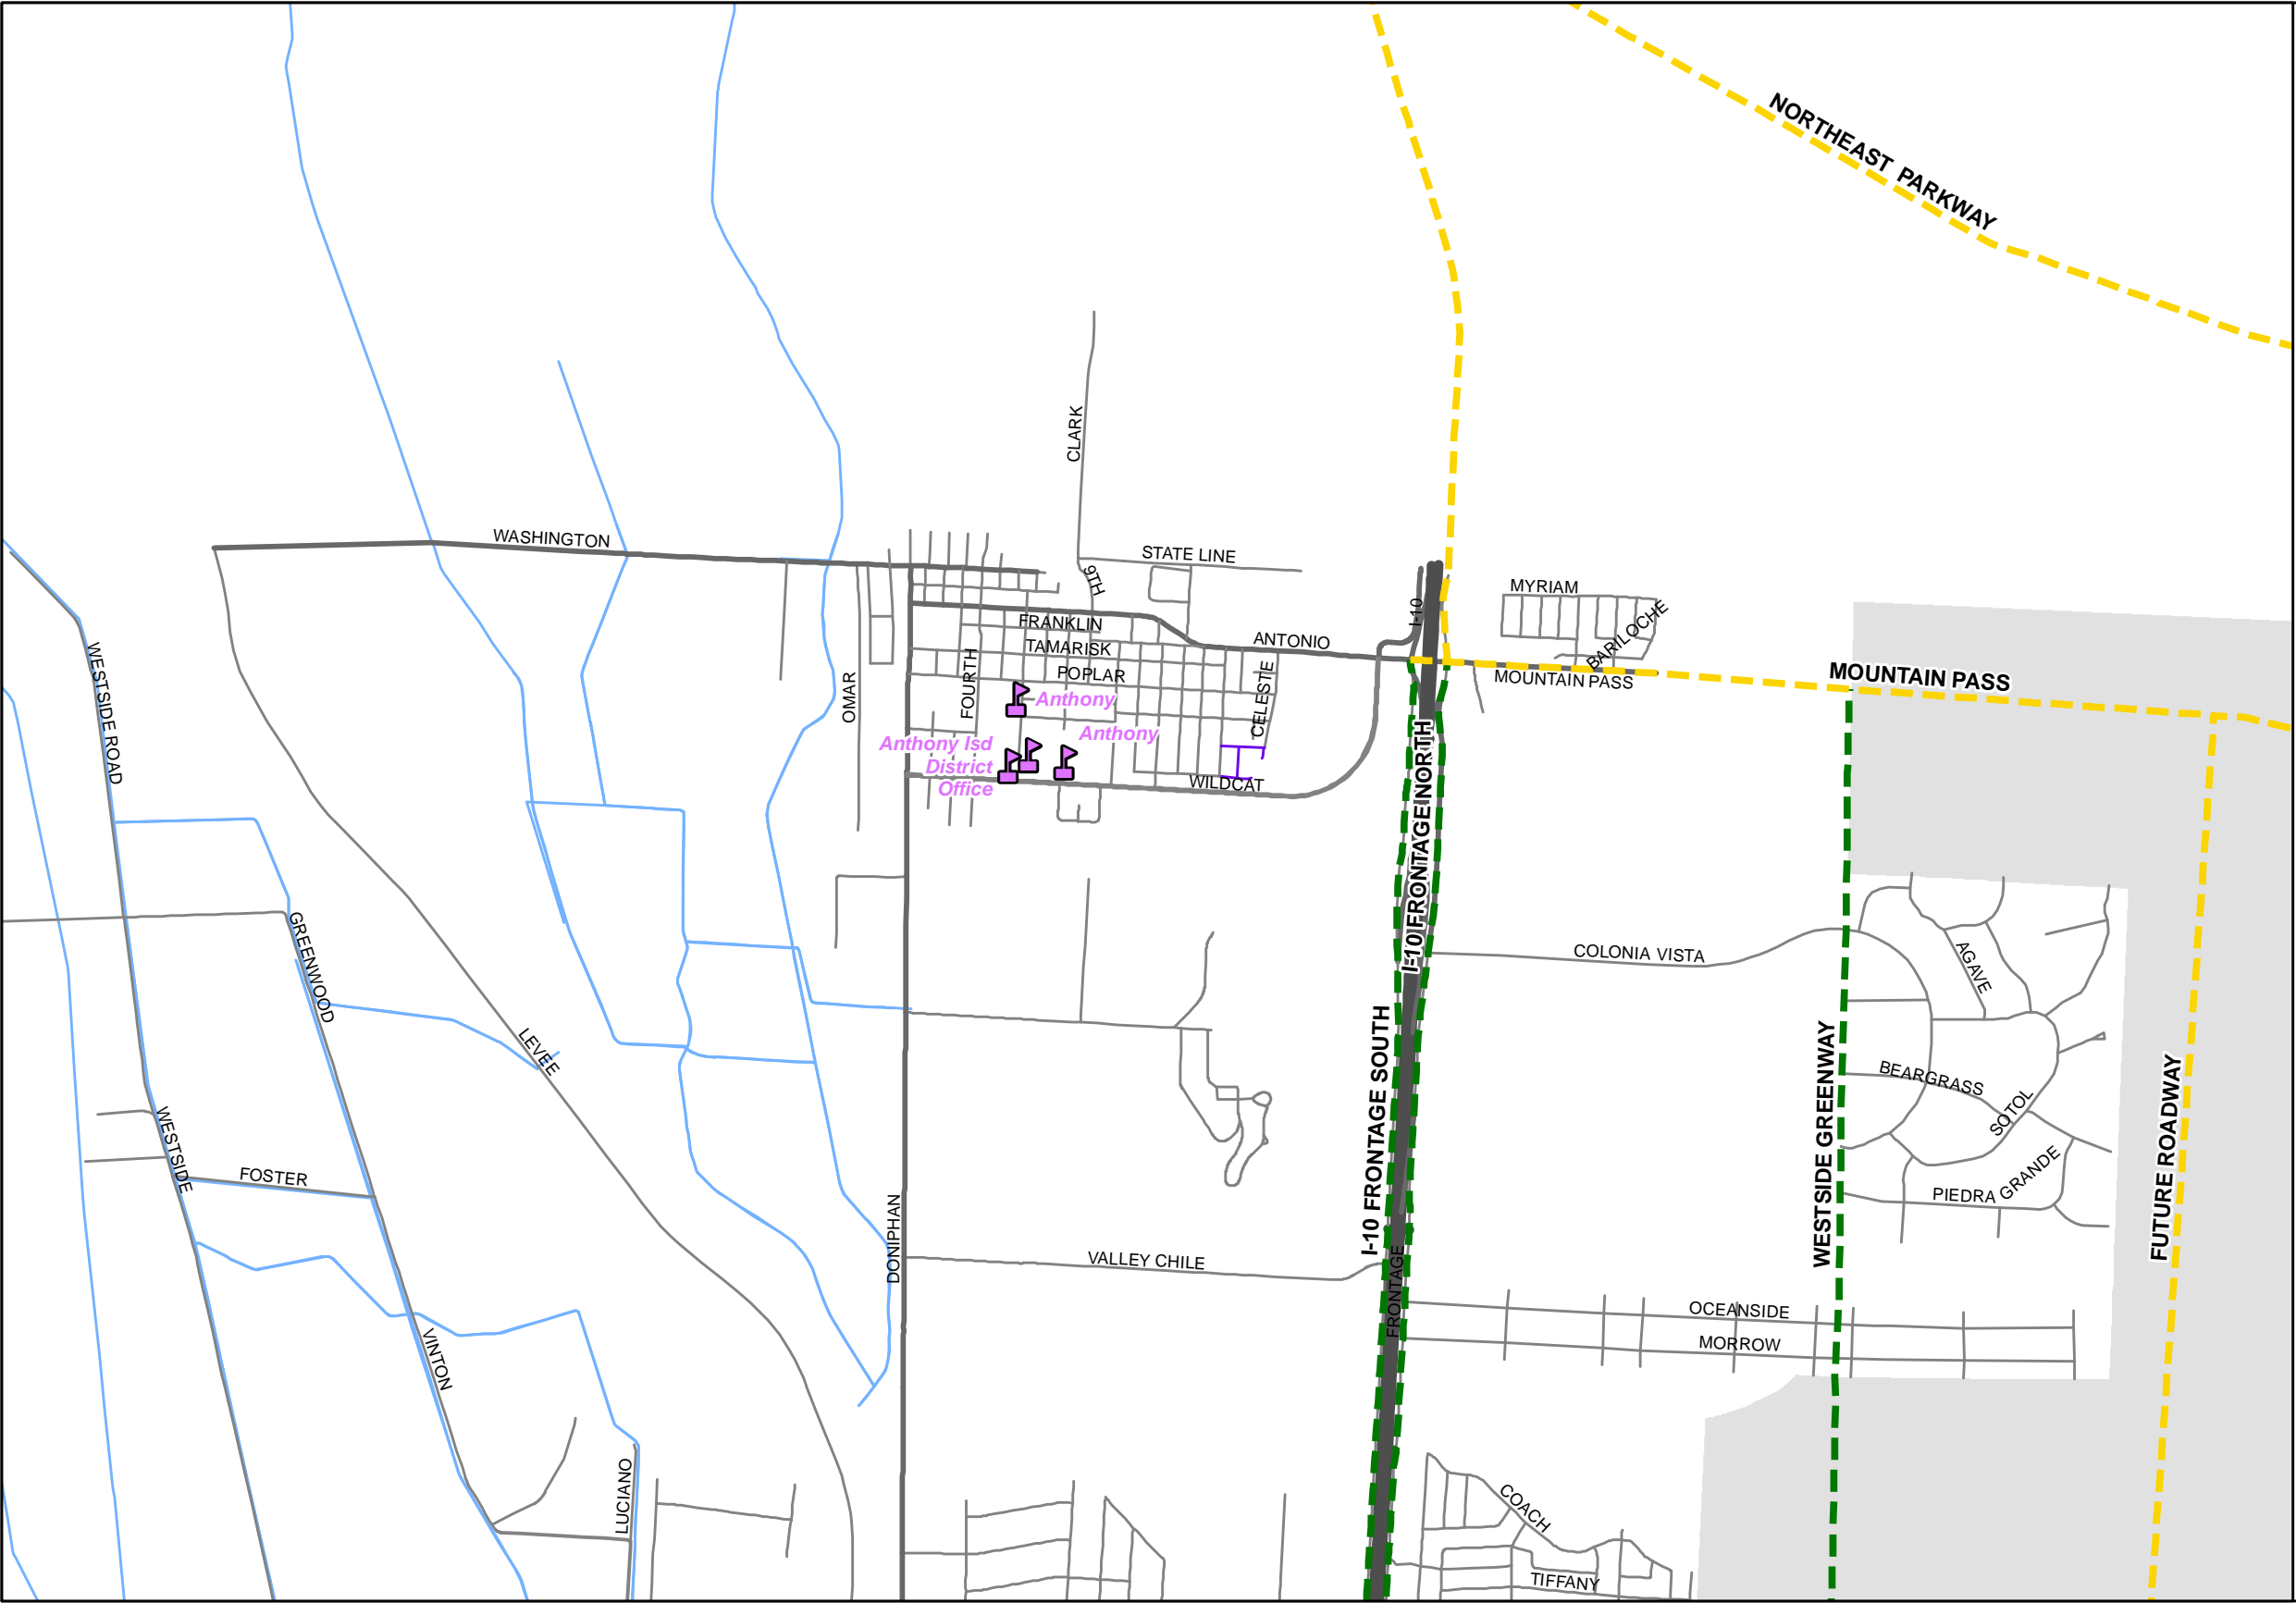 NORTHEAST PARKWAY
CLARK
WASHINGTON
STATE LINE
9TH
I-10
MYRIAM
BARILOCHE
FRANKLIN
ANTONIO
TAMARISK
POPLAR
FOURTH
OMAR
CELESTE
MOUNTAIN PASS
MOUNTAIN PASS
WESTSIDE ROAD
Anthony
Anthony
Anthony Isd
District
Office
WILDCAT
I-10 FRONTAGE NORTH
GREENWOOD
COLONIA VISTA
AGAVE
LEVEE
I-10 FRONTAGE SOUTH
WESTSIDE GREENWAY
BEARGRASS
SOTOL
FUTURE ROADWAY
WESTSIDE
FOSTER
PIEDRA GRANDE
DONIPHAN
VALLEY CHILE
FRONTAGE
OCEANSIDE
MORROW
VINTON
LUCIANO
COACH
TIFFANY